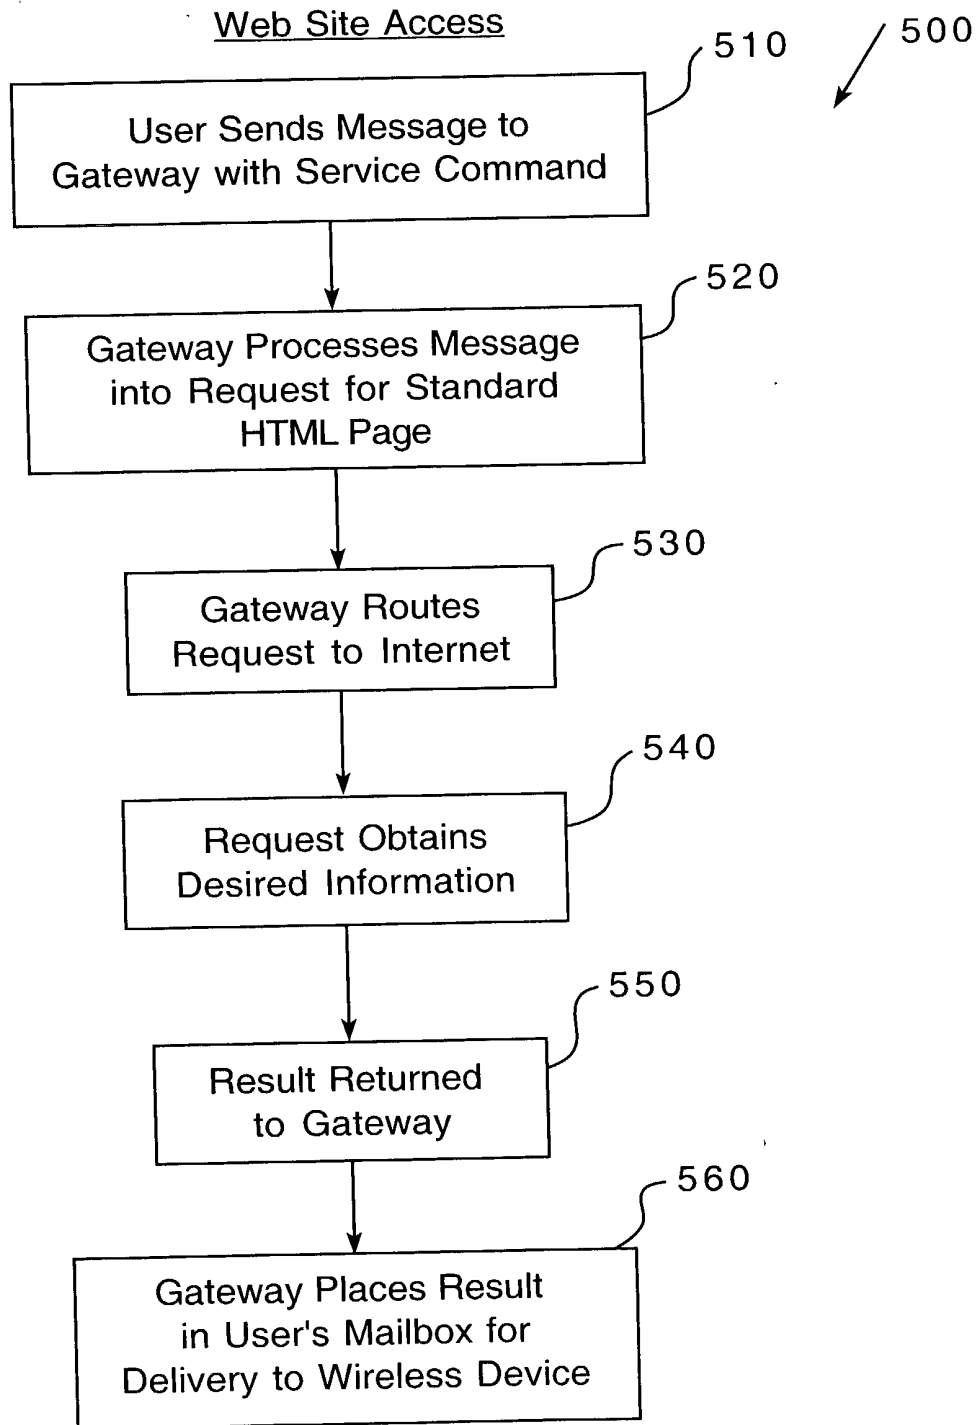 Web Site Access
500
510
User Sends Message to
Gateway with Service Command
520
Gateway Processes Message
into Request for Standard
HTML Page
530
Gateway Routes
Request to Internet
540
Request Obtains
Desired Information
550
Result Returned
to Gateway
560
Gateway Places Result
in User's Mailbox for
Delivery to Wireless Device